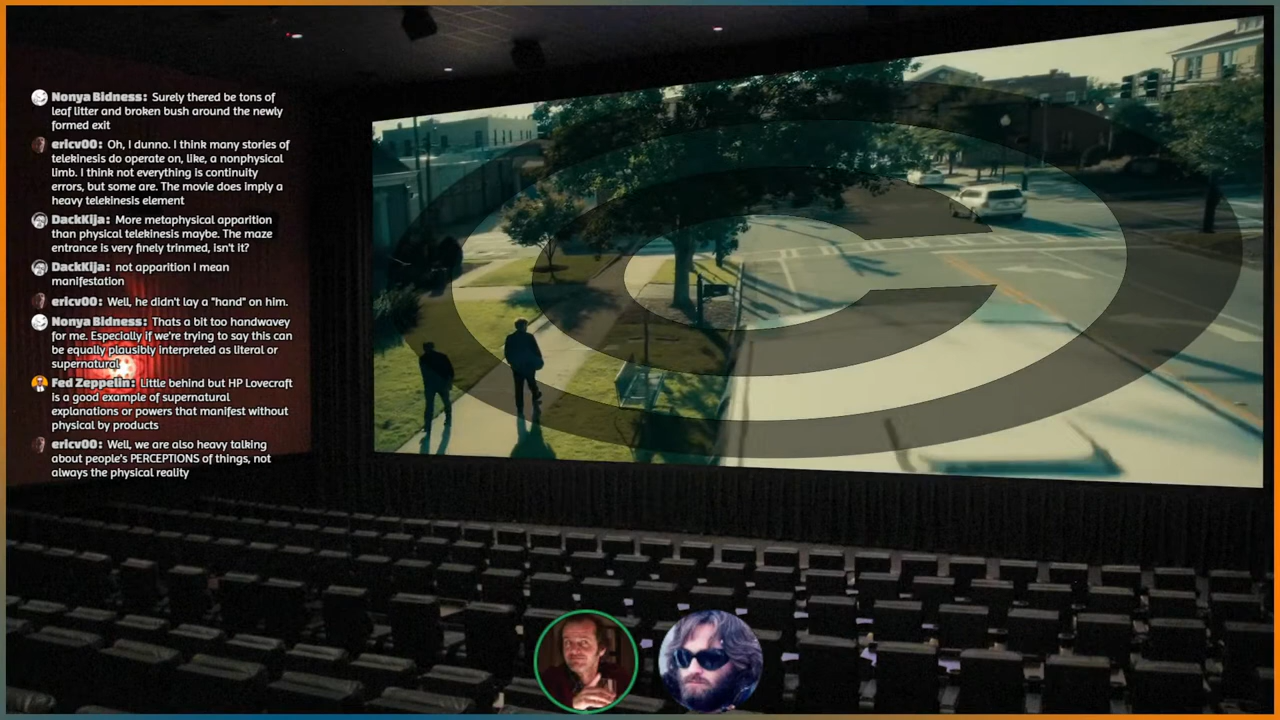 Nonya Bidness: Surely thered be tons of
leaf litter and broken bush around the newly
formed exit
ericv00: Oh, I dunno. I think many stories of
telekinesis do operate on, like, a nonphysical
limb. I think not everything is continuity
errors, but some are. The movie does imply a
heavy telekinesis element
DackKija: More metaphysical apparition
than physical telekinesis maybe. The maze
entrance is very finely trinmed, isn't it?
DackKija: not apparition I mean
manifestation
ericv00: Well, he didn't lay a "hand" on him.
Nonya Bidness: Thats a bit too handwavey
for me. Especially if we're trying to say this can
be equally plausibly interpreted as literal or
supernatural
Fed Zeppelin: Little behind but HP Lovecraft
is a good example of supernatural
explanations or powers that manifest without
physical by products
ericv00: Well, we are also heavy talking
about people's PERCEPTIONS of things, not
always the physical reality